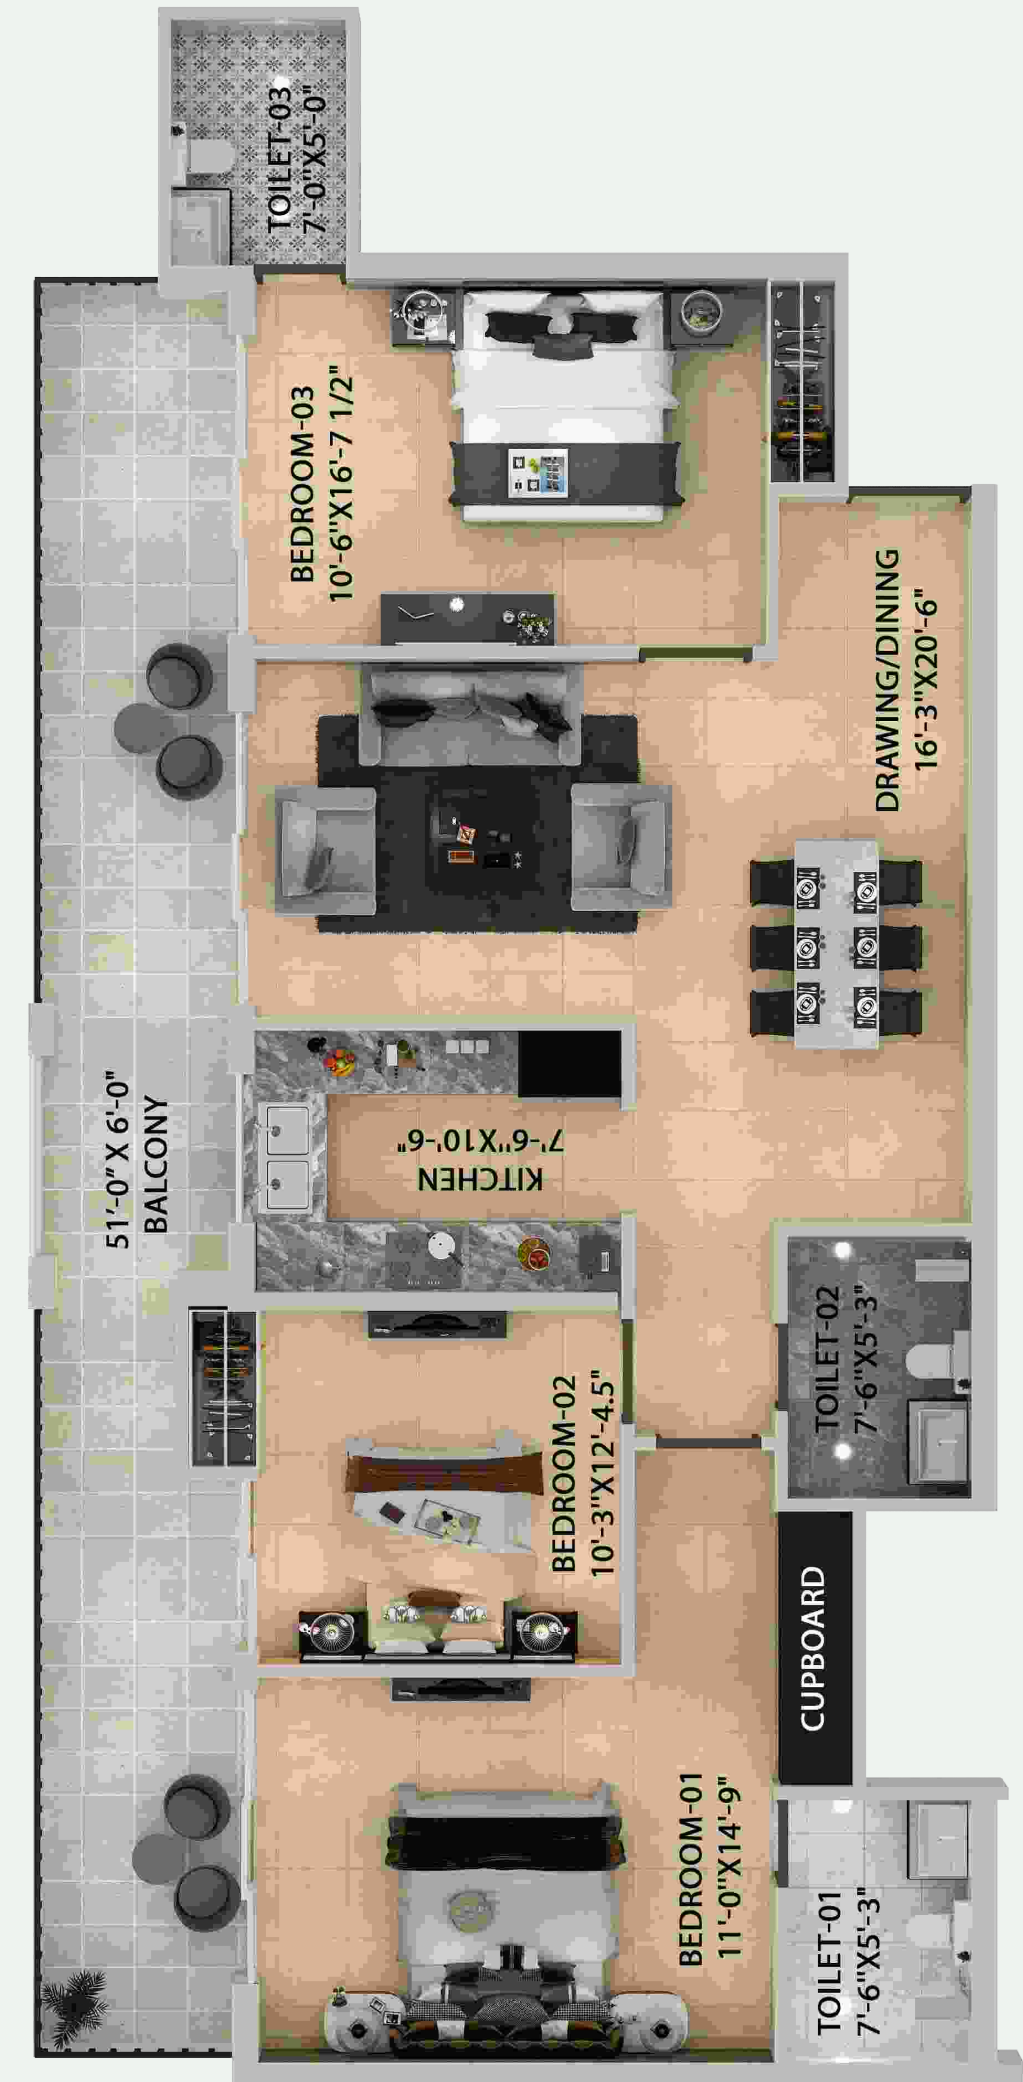 TOILET-03
7'-0"X5'-0"
BEDROOM-03
10'-6"X16'-7 1/2"
DRAWING/DINING
16'-3"X20'-6"
51'-0" X 6'-0"
BALCONY
KITCHEN
7'-6"X10'-6"
TOILET-02
7'-6"X5'-3"
BEDROOM-02
10'-3"X12'-4.5"
CUPBOARD
BEDROOM-01
11'-0"X14'-9"
TOILET-01
7'-6"X5'-3"